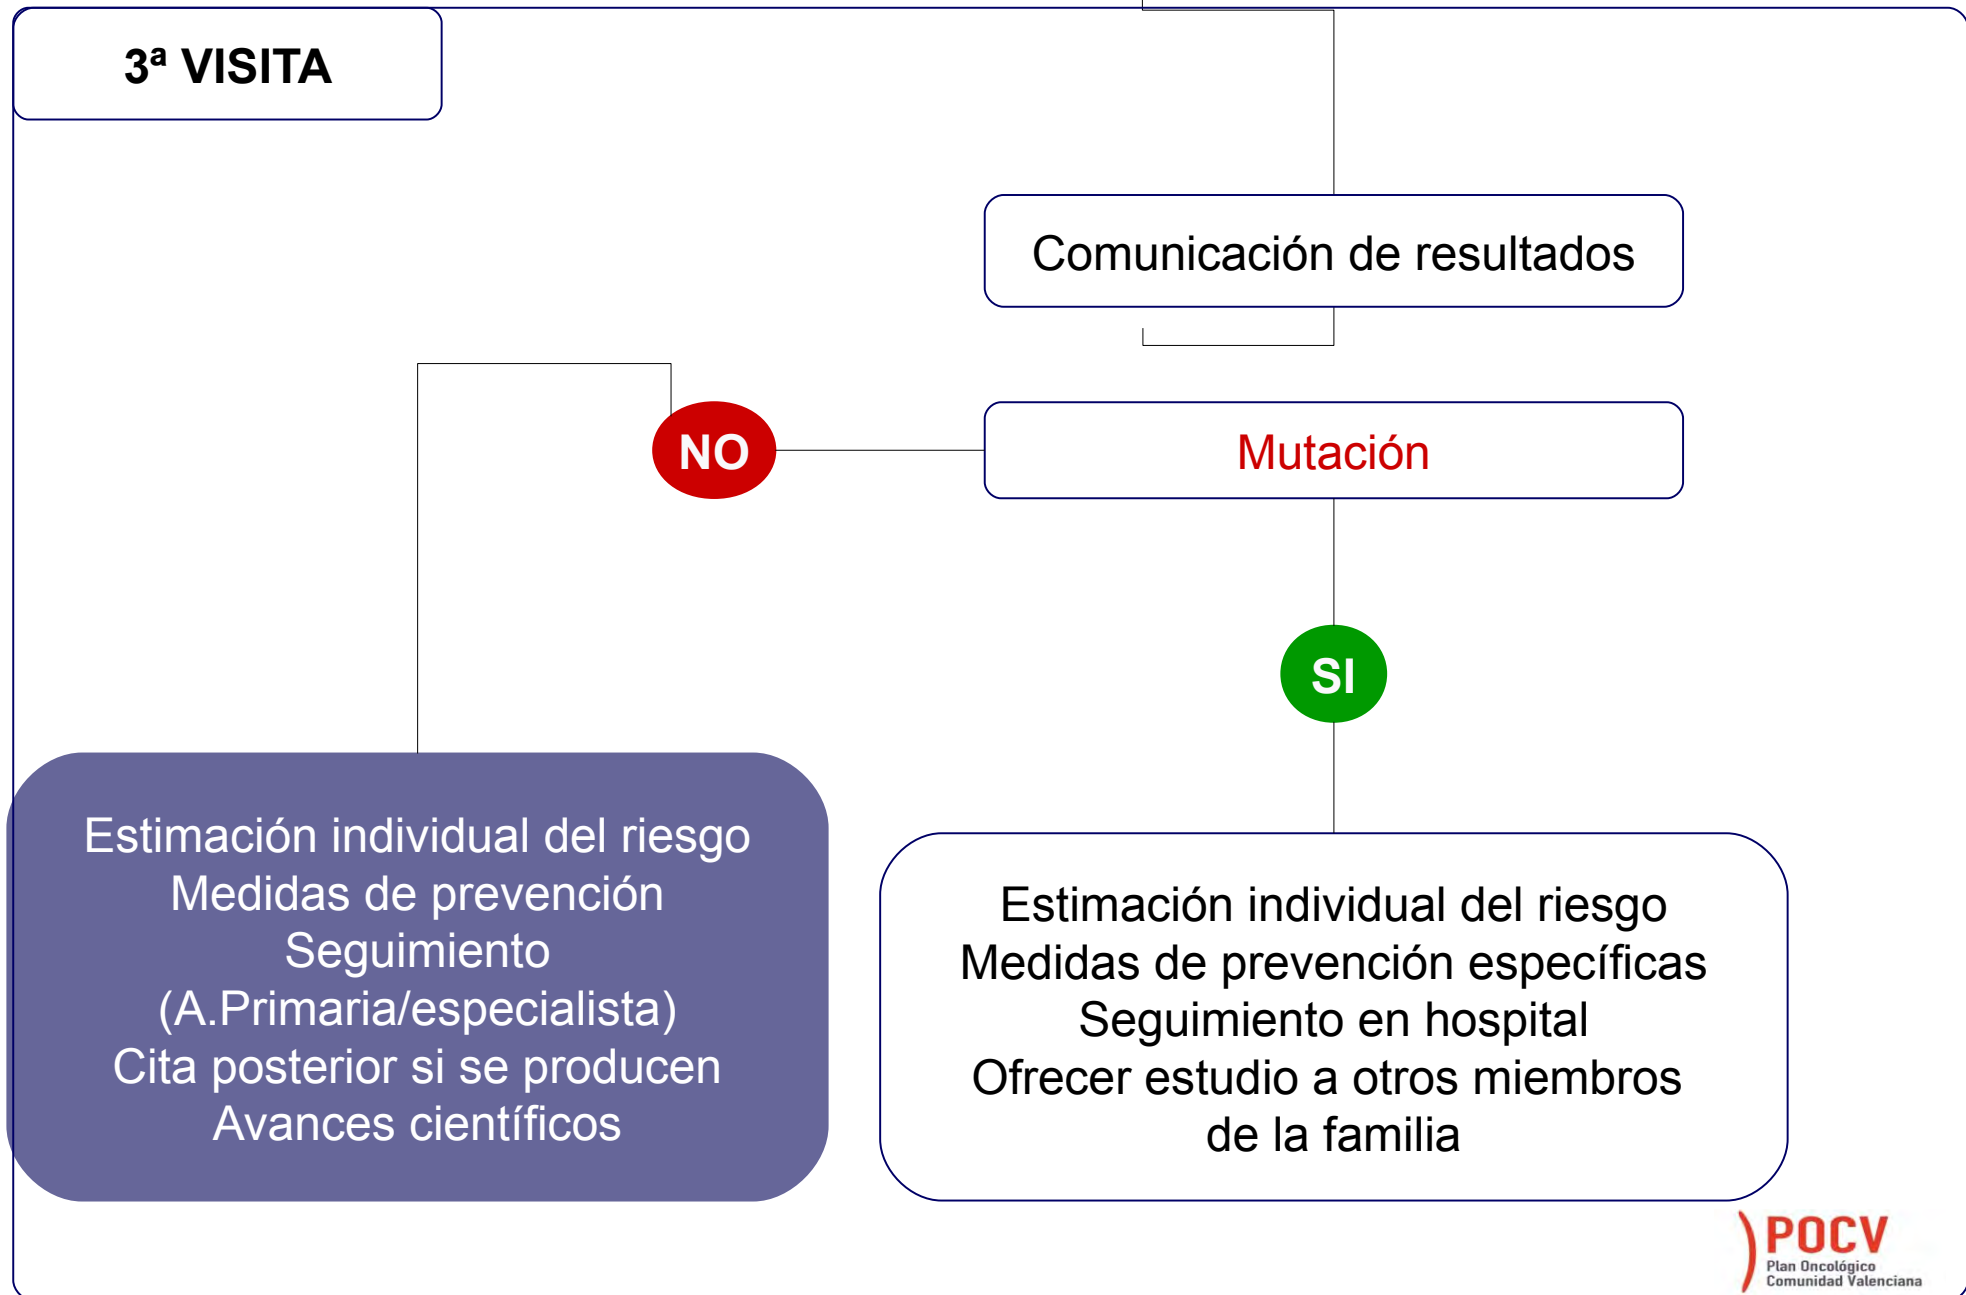 3ª VISITA
Comunicación de resultados
NO
Mutación
SI
Estimación individual del riesgo
Medidas de prevención
Seguimiento
(A.Primaria/especialista)
Cita posterior si se producen
Avances científicos
Estimación individual del riesgo
Medidas de prevención específicas
Seguimiento en hospital
Ofrecer estudio a otros miembros
de la familia
POCV
Plan Oncológico
Comunidad Valenciana